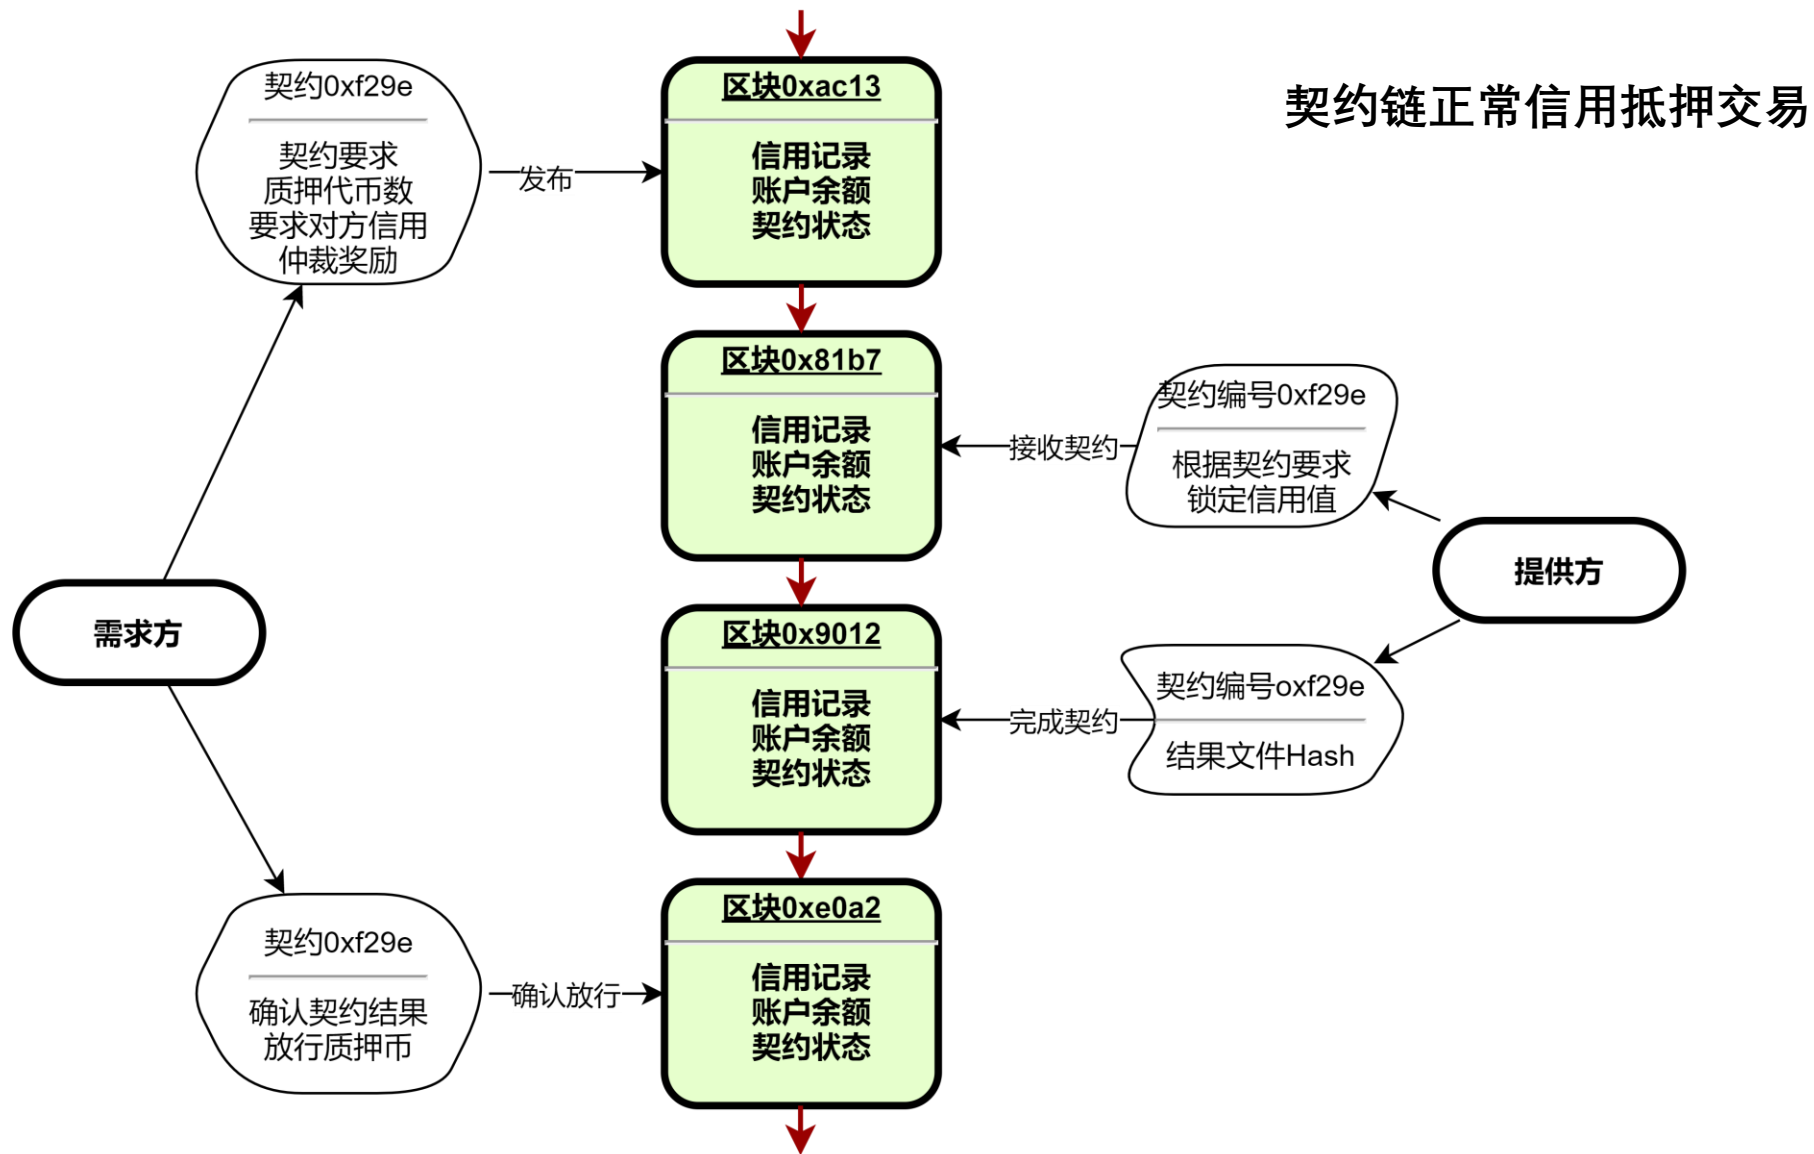 契约链正常信用抵押交易
契约0xf29e
契约要求
质押代币数
要求对方信用
仲裁奖励
发布
区块0xac13
信用记录
账户余额
契约状态
区块0x81b7
信用记录
账户余额
契约状态
接收契约
契约编号0xf29e
根据契约要求
锁定信用值
提供方
需求方
区块0x9012
信用记录
账户余额
契约状态
完成契约
契约编号oxf29e
结果文件Hash
契约0xf29e
确认契约结果
放行质押币
确认放行
区块0xe0a2
信用记录
账户余额
契约状态